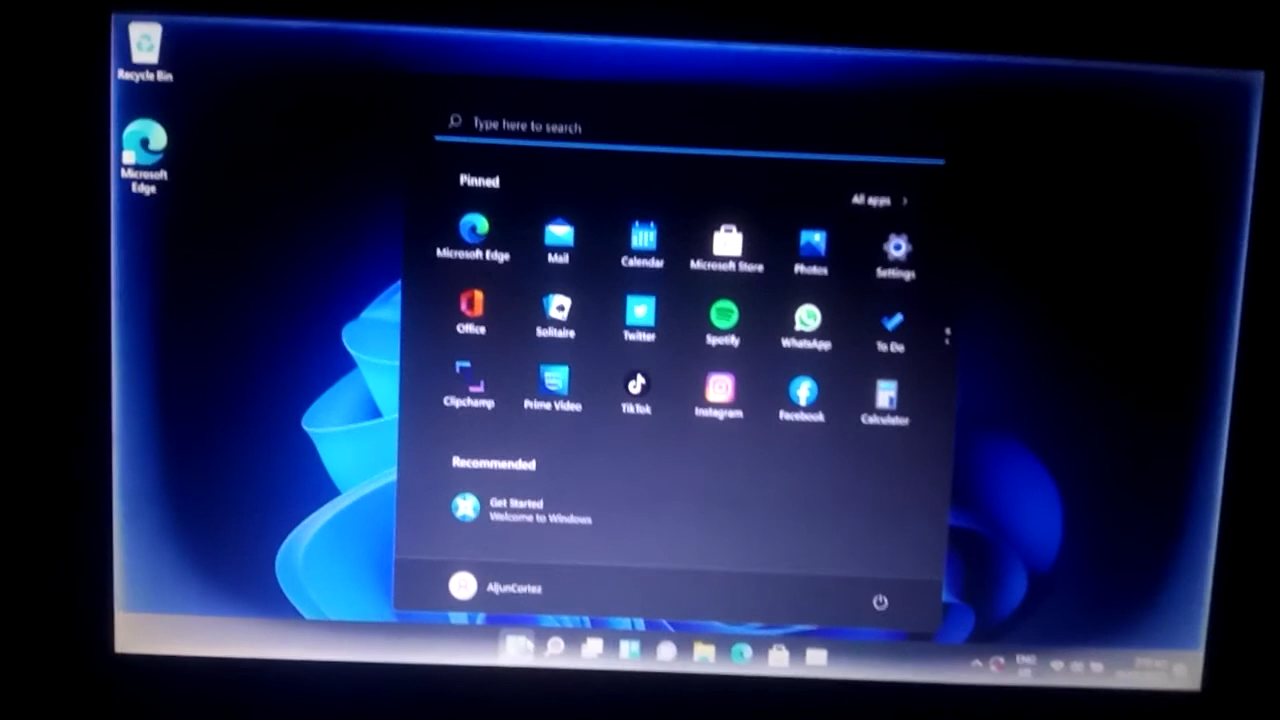 Recycle Bin
Microsoft
Edge
Type here to search
Pinned
All apps
Microsoft Edge
Mail
Calendar
Microsoft Store
Photos
Settings
Office
Solitaire
Twitter
Spotify
WhatsApp
To Do
Clipchamp
Prime Video
TikTok
Instagram
Facebook
Calculator
Recommended
Get Started
Welcome to Windows
AljunCortez
ENG